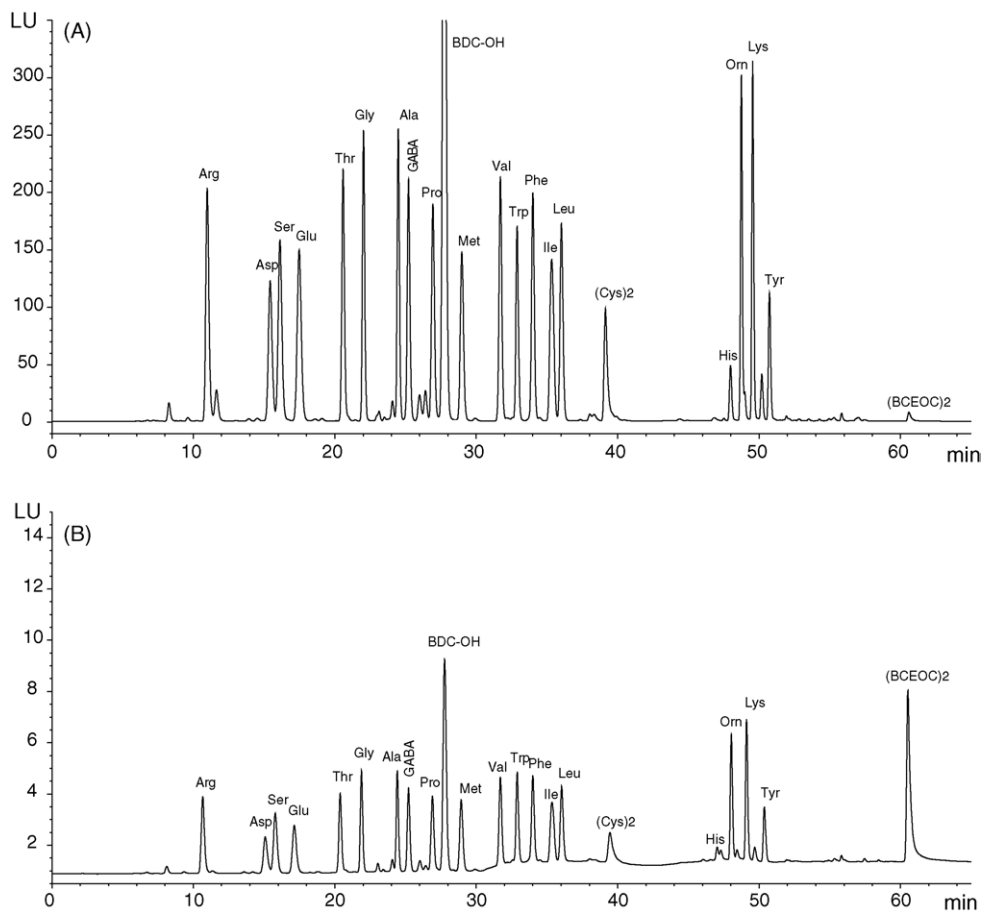 LU
(A)
300
250
200
150
100
50
0
Arg
Asp
Ser
Glu
Thr
Gly
Ala
GABA
Pro
BDC-OH
Met
Val
Trp
Phe
Ile
Leu
(Cys)2
His
Orn
Lys
Tyr
(BCEOC)2
0 10 20 30 40 50 60 min
LU
(B)
14
12
10
8
6
4
2
Arg
Asp
Ser
Glu
Thr
Gly
Ala
GABA
Pro
BDC-OH
Met
Val
Trp
Phe
Ile
Leu
(Cys)2
His
Orn
Lys
Tyr
(BCEOC)2
0 10 20 30 40 50 60 min